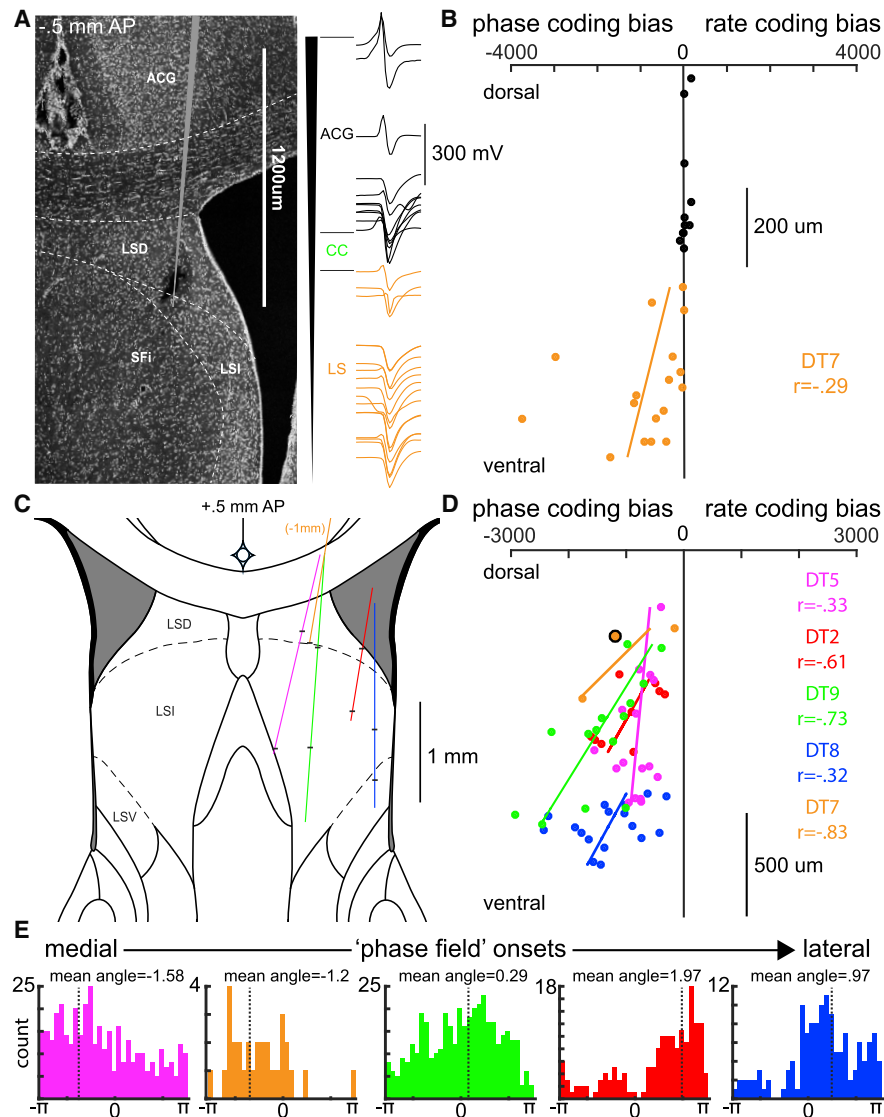 A
-.5 mm AP
ACG
LSD
SFi
LSI
1200um
ACG
CC
LS
300 mV
B
phase coding bias rate coding bias
-4000 0 4000
dorsal
200 um
DT7
r=-.29
ventral
C
+.5 mm AP
(-1mm)
LSD
LSI
LSV
1 mm
D
phase coding bias rate coding bias
-3000 0 3000
dorsal
DT5
r=-.33
DT2
r=-.61
DT9
r=-.73
DT8
r=-.32
DT7
r=-.83
500 um
ventral
E
medial 'phase field' onsets lateral
mean angle=-1.58
25
count
-π 0 π
mean angle=-1.2
4
-π 0 π
mean angle=0.29
25
-π 0 π
mean angle=1.97
18
-π 0 π
mean angle=.97
12
-π 0 π